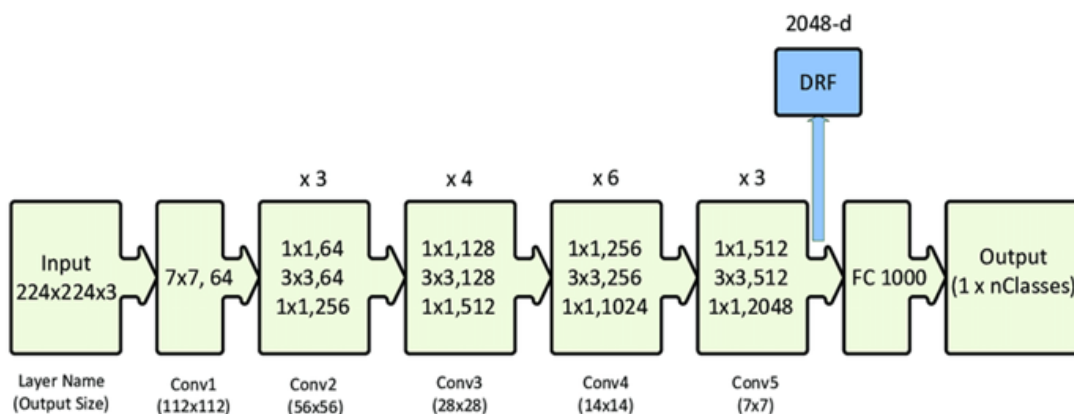 2048-d
DRF
x 3
x 4
x 6
x 3
Input
224x224x3
7x7, 64
1x1,64
3x3,64
1x1,256
1x1,128
3x3,128
1x1,512
1x1,256
3x3,256
1x1,1024
1x1,512
3x3,512
1x1,2048
FC 1000
Output
(1 x nClasses)
Layer Name
(Output Size)
Conv1
(112x112)
Conv2
(56x56)
Conv3
(28x28)
Conv4
(14x14)
Conv5
(7x7)